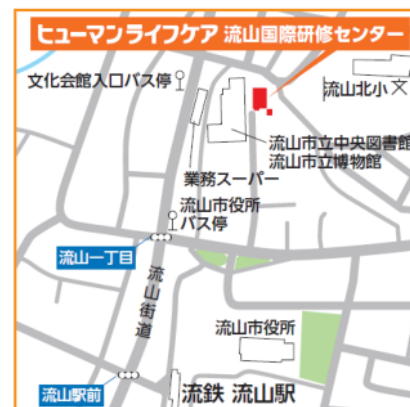 ヒューマンライフケア 流山国際研修センター
文化会館入口バス停
流山北小
流山市立中央図書館
流山市立博物館
業務スーパー
流山市役所
バス停
流山一丁目
流山街道
流山市役所
流山駅前
流鉄 流山駅